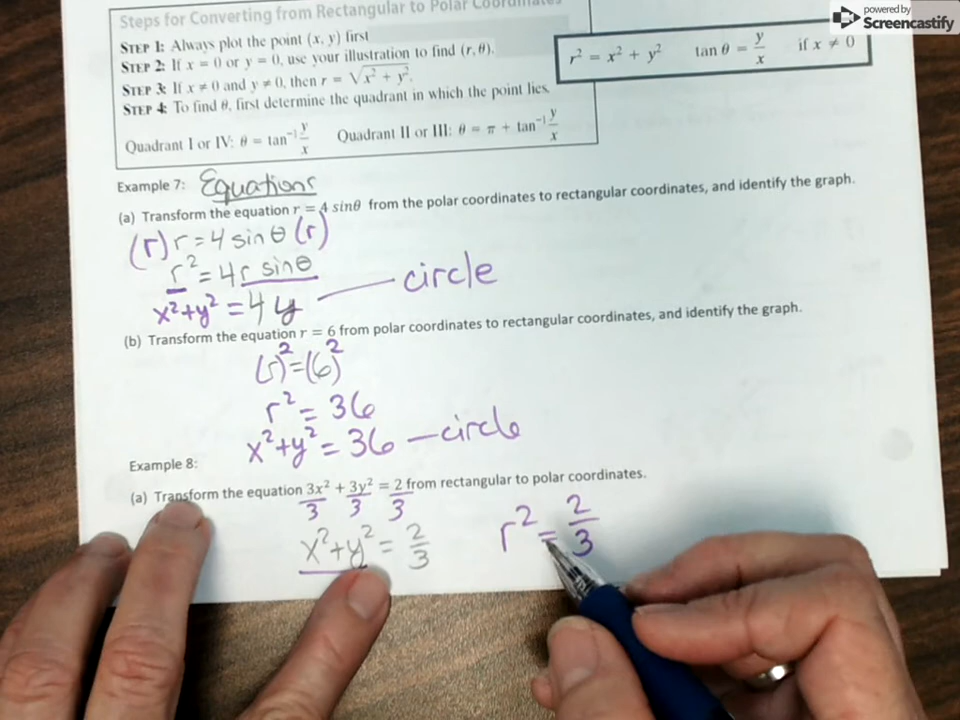 powered by
Screencastify
Steps for Converting from Rectangular to Polar Coordinates
STEP 1: Always plot the point (x, y) first
STEP 2: If x = 0 or y = 0, use your illustration to find (r, θ).
STEP 3: If x ≠ 0 and y ≠ 0, then r = √(x² + y²).
STEP 4: To find θ, first determine the quadrant in which the point lies.
Quadrant I or IV: θ = tan⁻¹ y/x Quadrant II or III: θ = π + tan⁻¹ y/x
r² = x² + y² tan θ = y/x if x ≠ 0
Example 7: Equations
(a) Transform the equation r = 4 sinθ from the polar coordinates to rectangular coordinates, and identify the graph.
(r) r = 4 sin θ (r)
r² = 4r sin θ
x² + y² = 4y — circle
(b) Transform the equation r = 6 from polar coordinates to rectangular coordinates, and identify the graph.
(r)² = (6)²
r² = 36
x² + y² = 36 – circle
Example 8:
(a) Transform the equation 3x² + 3y² = 2 from rectangular to polar coordinates.
3 3 3
x² + y² = 2/3 r² = 2/3